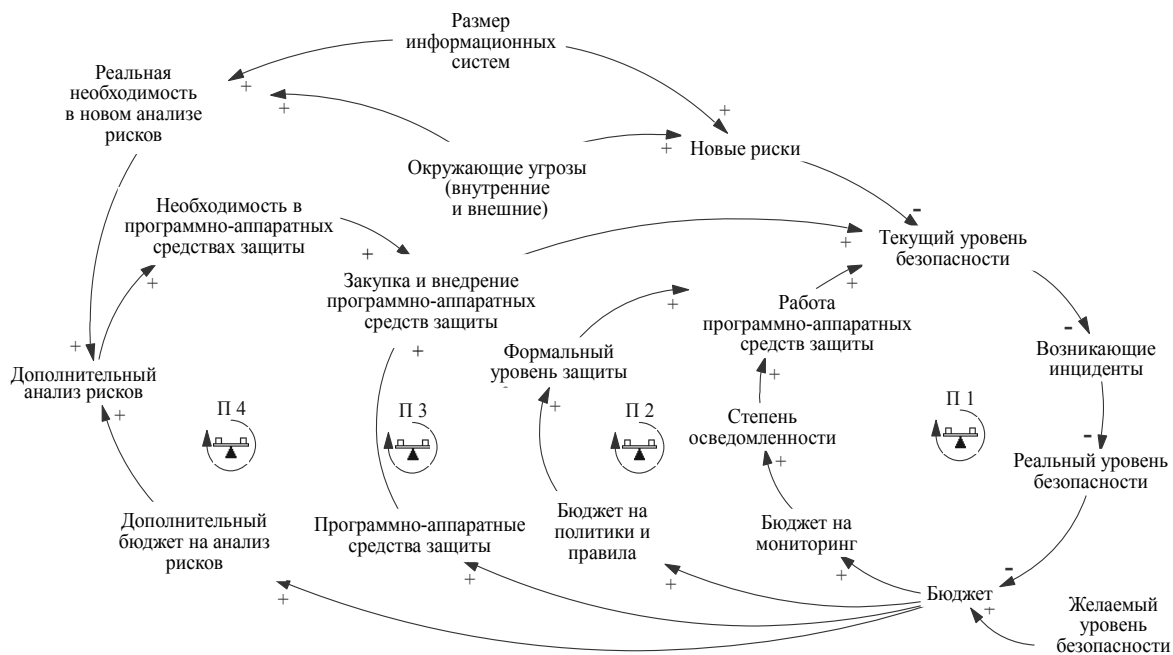 Размер
информационных
систем
Реальная
необходимость
в новом анализе
рисков
+
+
+
+
Новые риски
Окружающие угрозы
(внутренние
и внешние)
Необходимость в
программно-аппаратных
средствах защиты
+
+
-
+
Текущий уровень
безопасности
Закупка и внедрение
программно-аппаратных
средств защиты
+
+
+
Работа
программно-аппаратных
средств защиты
+
-
Возникающие
инциденты
Формальный
уровень защиты
+
Дополнительный
анализ рисков
+
П 4
П 3
П 2
П 1
Степень
осведомленности
+
-
Реальный уровень
безопасности
Дополнительный
бюджет на анализ
рисков
Программно-аппаратные
средства защиты
Бюджет на
политики и
правила
Бюджет на
мониторинг
+
+
+
+
-
Бюджет
+
Желаемый
уровень
безопасности